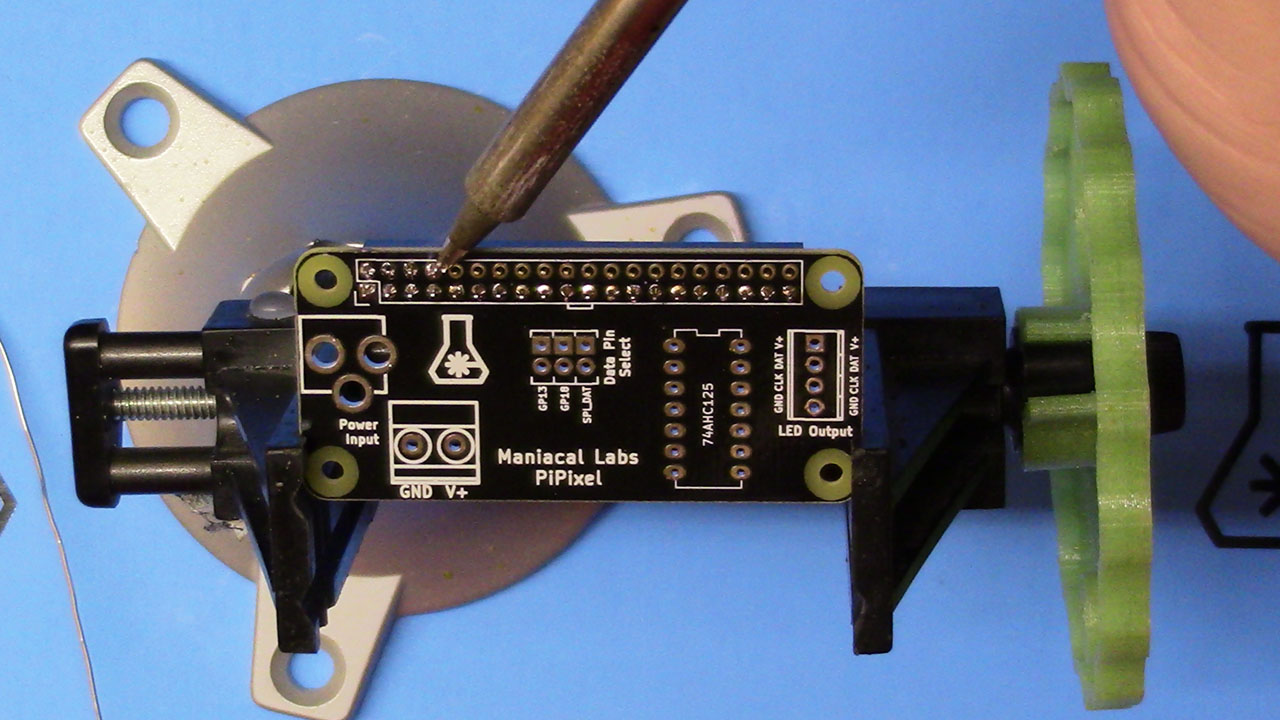 Data Pin
Select
GP13
GP18
SPI_DAT
74AHC125
GND CLK DAT V+
GND CLK DAT V+
LED Output
Power
Input
GND V+
Maniacal Labs
PiPixel